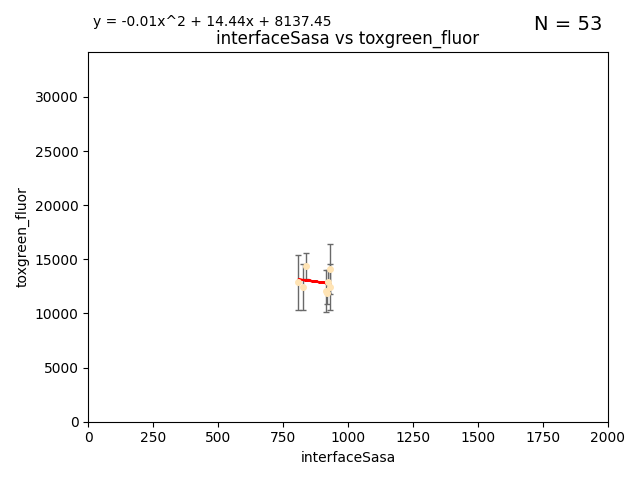 y = -0.01x^2 + 14.44x + 8137.45
N = 53
interfaceSasa vs toxgreen_fluor
30000
25000
20000
15000
10000
5000
0
toxgreen_fluor
0 250 500 750 1000 1250 1500 1750 2000
interfaceSasa